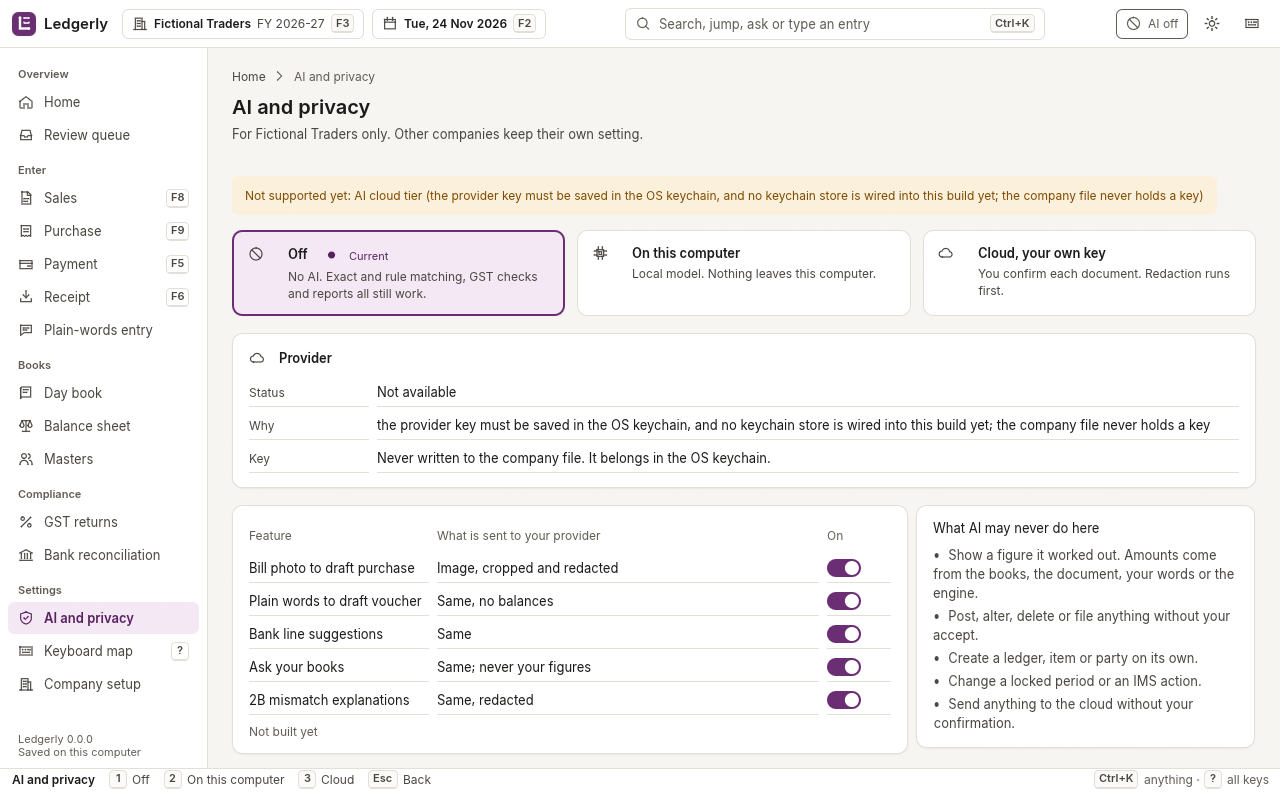 Ledgerly
Fictional Traders FY 2026-27 F3
Tue, 24 Nov 2026 F2
Search, jump, ask or type an entry Ctrl+K
AI off
Overview
Home
Review queue
Enter
Sales F8
Purchase F9
Payment F5
Receipt F6
Plain-words entry
Books
Day book
Balance sheet
Masters
Compliance
GST returns
Bank reconciliation
Settings
AI and privacy
Keyboard map ?
Company setup
Ledgerly 0.0.0
Saved on this computer
Home AI and privacy
AI and privacy
For Fictional Traders only. Other companies keep their own setting.
Not supported yet: AI cloud tier (the provider key must be saved in the OS keychain, and no keychain store is wired into this build yet; the company file never holds a key)
Off Current
No AI. Exact and rule matching, GST checks
and reports all still work.
On this computer
Local model. Nothing leaves this computer.
Cloud, your own key
You confirm each document. Redaction runs
first.
Provider
Status Not available
Why the provider key must be saved in the OS keychain, and no keychain store is wired into this build yet; the company file never holds a key
Key Never written to the company file. It belongs in the OS keychain.
Feature What is sent to your provider On
Bill photo to draft purchase Image, cropped and redacted
Plain words to draft voucher Same, no balances
Bank line suggestions Same
Ask your books Same; never your figures
2B mismatch explanations Same, redacted
Not built yet
What AI may never do here
• Show a figure it worked out. Amounts come
from the books, the document, your words or the
engine.
• Post, alter, delete or file anything without your
accept.
• Create a ledger, item or party on its own.
• Change a locked period or an IMS action.
• Send anything to the cloud without your
confirmation.
AI and privacy 1 Off 2 On this computer 3 Cloud Esc Back
Ctrl+K anything · ? all keys